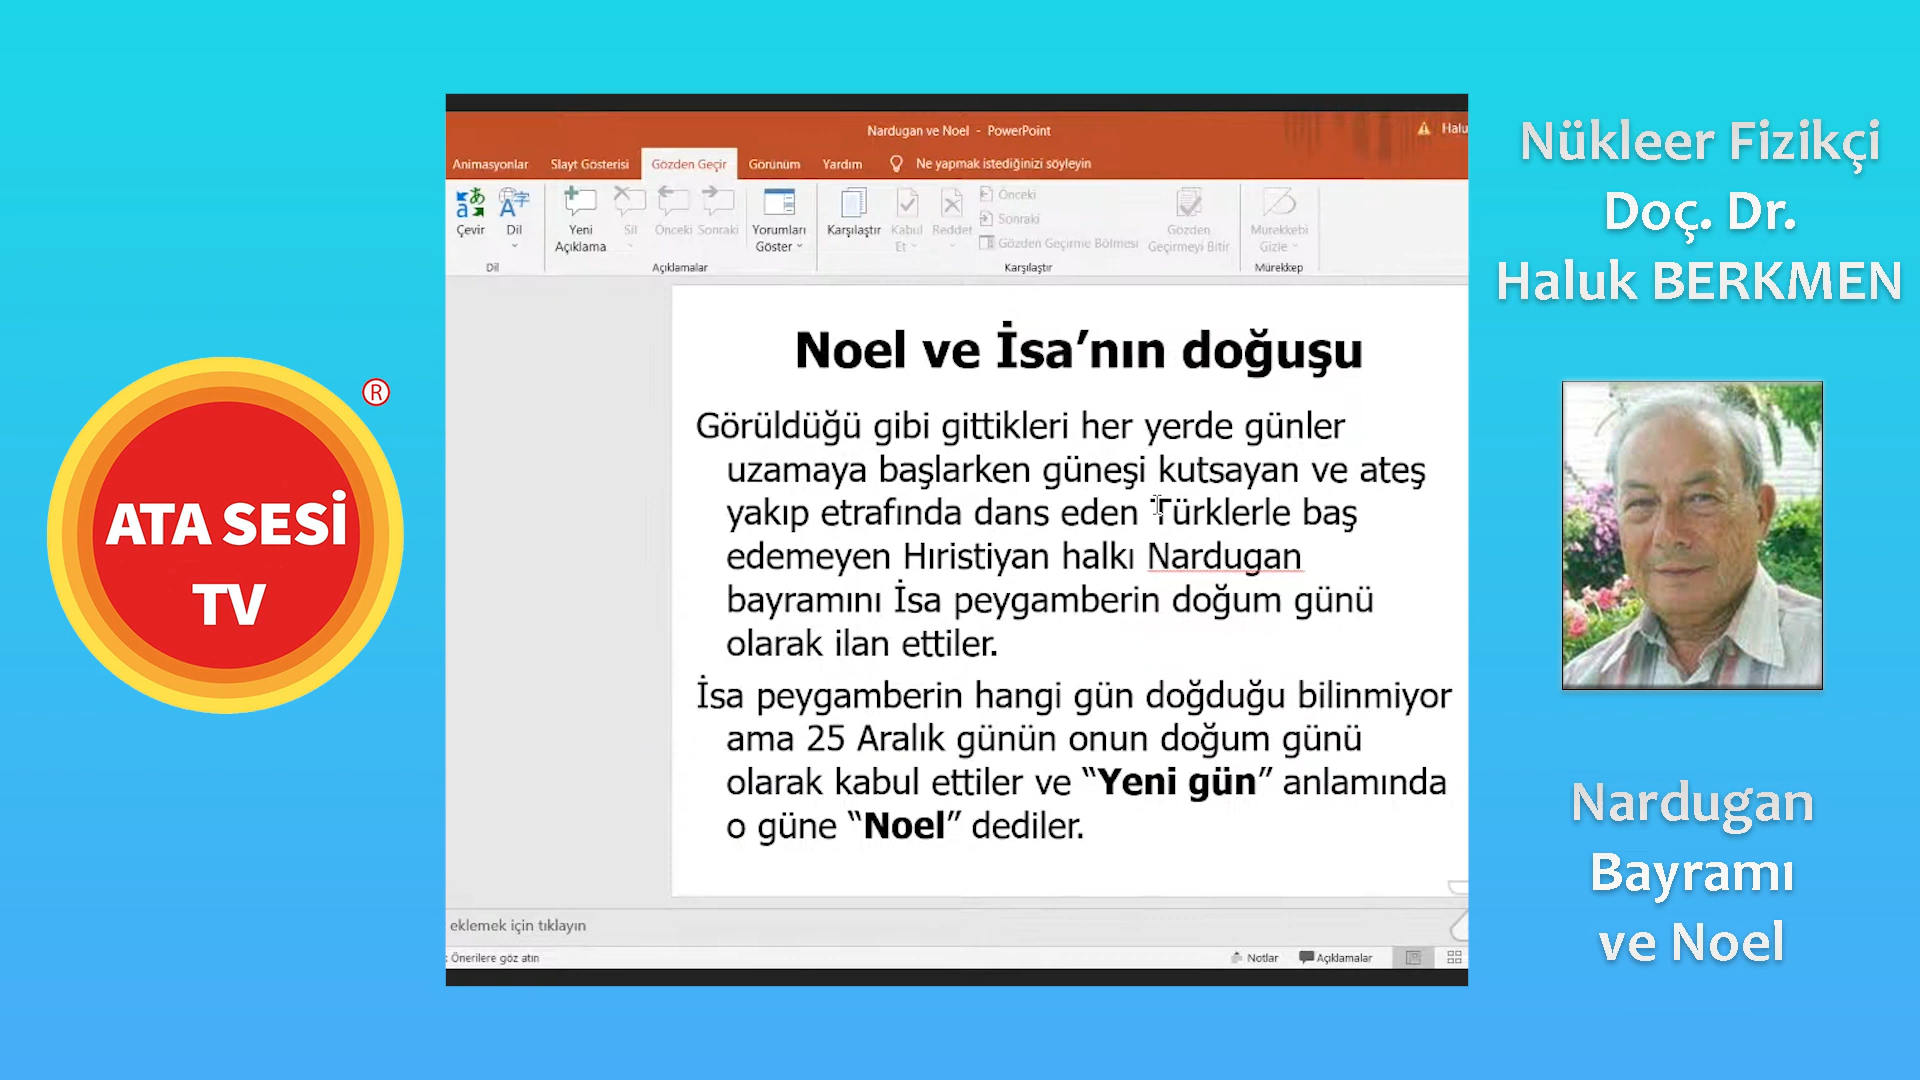 Nardugan ve Noel - PowerPoint
Halu
Animasyonlar Slayt Gösterisi Gözden Geçir Görünüm Yardım Ne yapmak istediğinizi söyleyin
Çevir Dil
Dil
Yeni Açıklama Sil Önceki Sonraki Yorumları Göster
Açıklamalar
Karşılaştır Kabul Et Reddet
Önceki
Sonraki
Gözden Geçirme Bölmesi
Gözden Geçirmeyi Bitir
Karşılaştır
Mürekkebi Gizle
Mürekkep
Noel ve İsa’nın doğuşu
Görüldüğü gibi gittikleri her yerde günler
uzamaya başlarken güneşi kutsayan ve ateş
yakıp etrafında dans eden Türklerle baş
edemeyen Hıristiyan halkı Nardugan
bayramını İsa peygamberin doğum günü
olarak ilan ettiler.
İsa peygamberin hangi gün doğduğu bilinmiyor
ama 25 Aralık günün onun doğum günü
olarak kabul ettiler ve “Yeni gün” anlamında
o güne “Noel” dediler.
eklemek için tıklayın
: Önerilere göz atın
Notlar Açıklamalar
ATA SESİ
TV
®
Nükleer Fizikçi
Doç. Dr.
Haluk BERKMEN
Nardugan
Bayramı
ve Noel